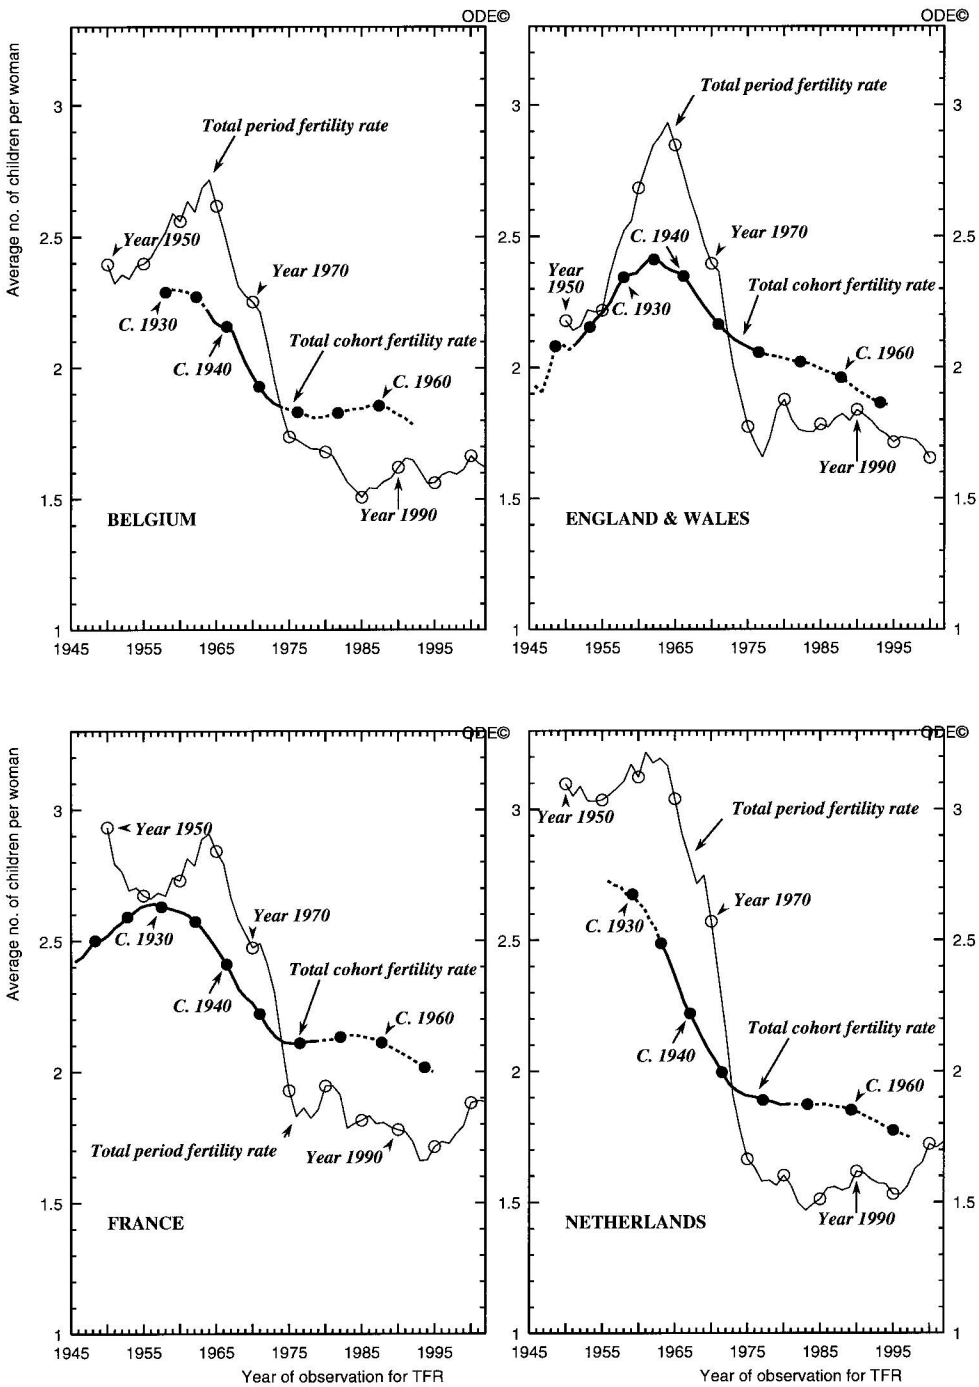 ODE©
ODE©
Average no. of children per woman
3
2.5
2
1.5
1
Total period fertility rate
Year 1950
Year 1970
C. 1930
C. 1940
Total cohort fertility rate
C. 1960
Year 1990
BELGIUM
1945 1955 1965 1975 1985 1995
3
2.5
2
1.5
1
Total period fertility rate
C. 1940
Year 1970
Year
1950
C. 1930
Total cohort fertility rate
C. 1960
Year 1990
ENGLAND & WALES
3
2.5
2
1.5
1
1945 1955 1965 1975 1985 1995
ODE©
ODE©
Average no. of children per woman
3
2.5
2
1.5
1
Year 1950
Year 1970
C. 1930
Total cohort fertility rate
C. 1940
C. 1960
Total period fertility rate
Year 1990
FRANCE
1945 1955 1965 1975 1985 1995
Year of observation for TFR
3
2.5
2
1.5
1
Year 1950
Total period fertility rate
Year 1970
C. 1930
Total cohort fertility rate
C. 1940
C. 1960
Year 1990
NETHERLANDS
3
2.5
2
1.5
1
1945 1955 1965 1975 1985 1995
Year of observation for TFR